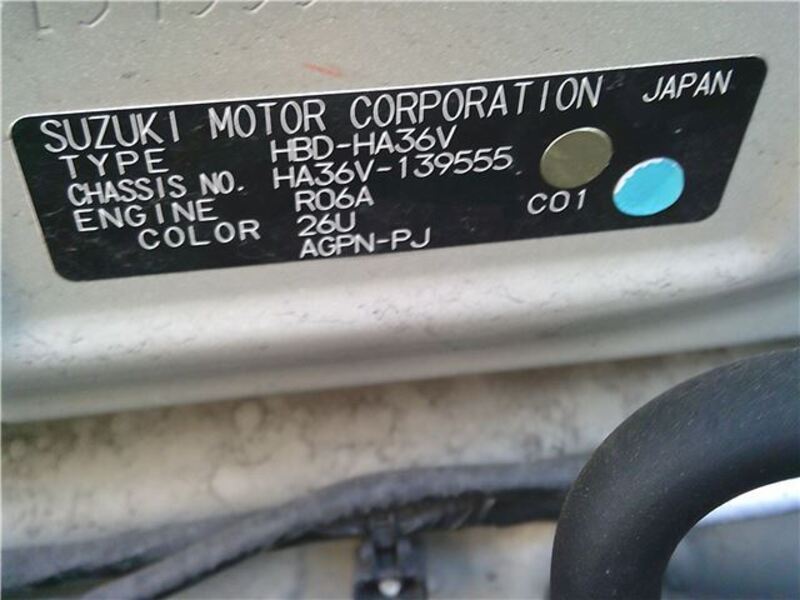 SUZUKI MOTOR CORPORATION JAPAN
TYPE HBD-HA36V
CHASSIS NO. HA36V-139555
ENGINE R06A
COLOR 26U C01
AGPN-PJ